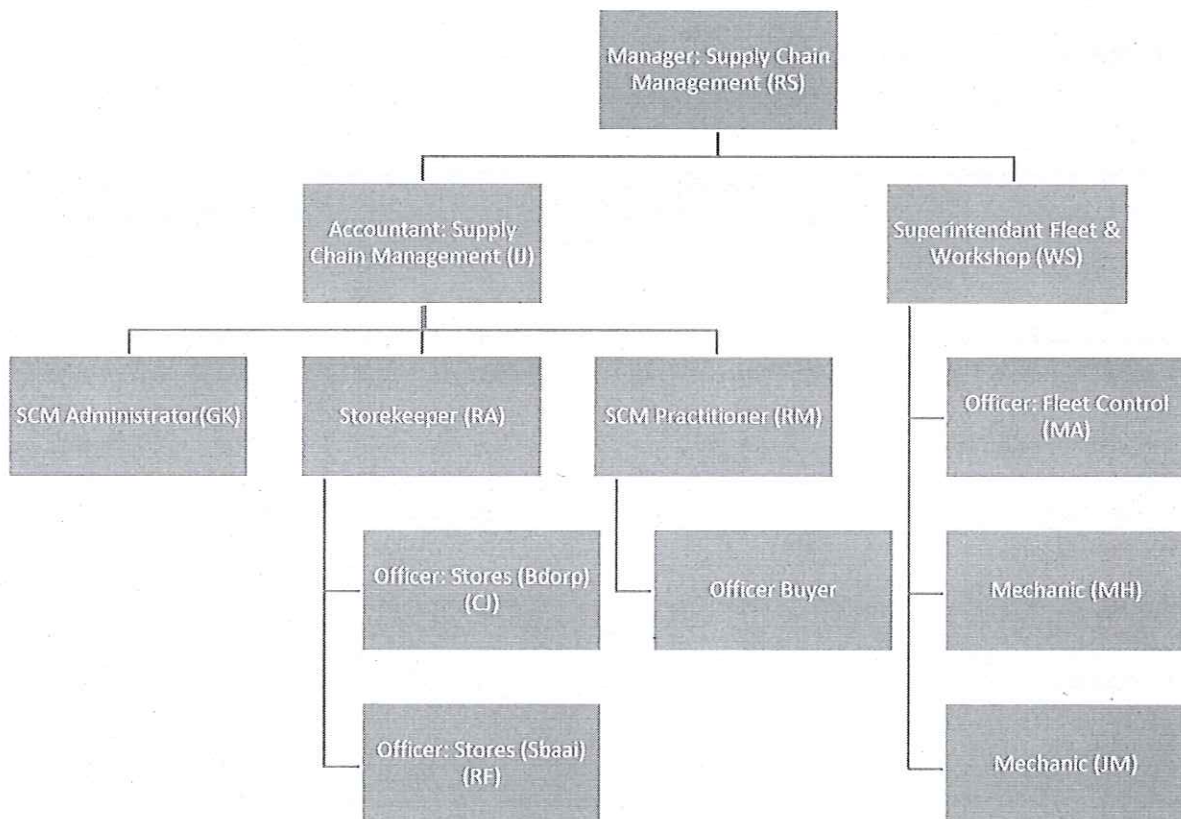 Manager: Supply Chain
Management (RS)
Accountant: Supply
Chain Management (IJ)
Superintendant Fleet &
Workshop (WS)
SCM Administrator(GK)
Storekeeper (RA)
SCM Practitioner (RM)
Officer: Fleet Control
(MA)
Officer: Stores (Bdorp)
(CJ)
Officer Buyer
Mechanic (MH)
Officer: Stores (Sbaai)
(RF)
Mechanic (JM)